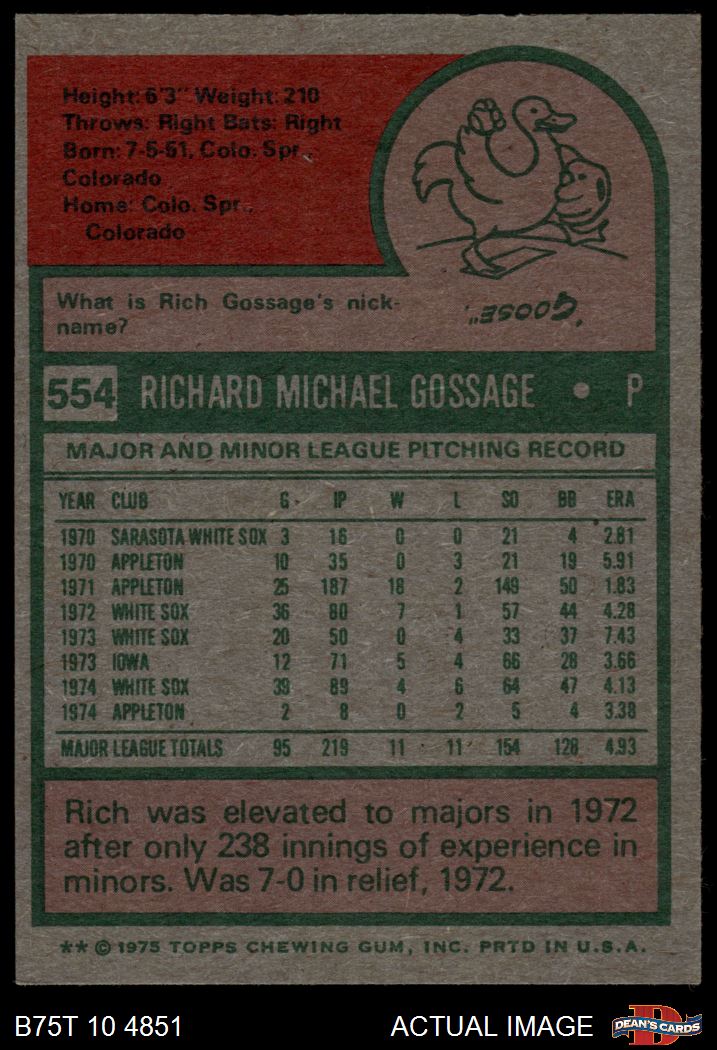 Height: 6'3" Weight: 210
Throws: Right Bats: Right
Born: 7-5-51, Colo. Spr.,
Colorado
Home: Colo. Spr.,
Colorado
What is Rich Gossage's nick-
name?
"GOOSE".
554 RICHARD MICHAEL GOSSAGE • P
MAJOR AND MINOR LEAGUE PITCHING RECORD
YEAR CLUB G IP W L SO BB ERA
1970 SARASOTA WHITE SOX 3 16 0 0 21 4 2.81
1970 APPLETON 10 35 0 3 21 19 5.91
1971 APPLETON 25 187 18 2 149 50 1.83
1972 WHITE SOX 36 80 7 1 57 44 4.28
1973 WHITE SOX 20 50 0 4 33 37 7.43
1973 IOWA 12 71 5 4 66 28 3.66
1974 WHITE SOX 39 89 4 6 64 47 4.13
1974 APPLETON 2 8 0 2 5 4 3.38
MAJOR LEAGUE TOTALS 95 219 11 11 154 128 4.93
Rich was elevated to majors in 1972
after only 238 innings of experience in
minors. Was 7-0 in relief, 1972.
** © 1975 TOPPS CHEWING GUM, INC. PRTD IN U.S.A.
B75T 10 4851 ACTUAL IMAGE D DEAN'S CARDS